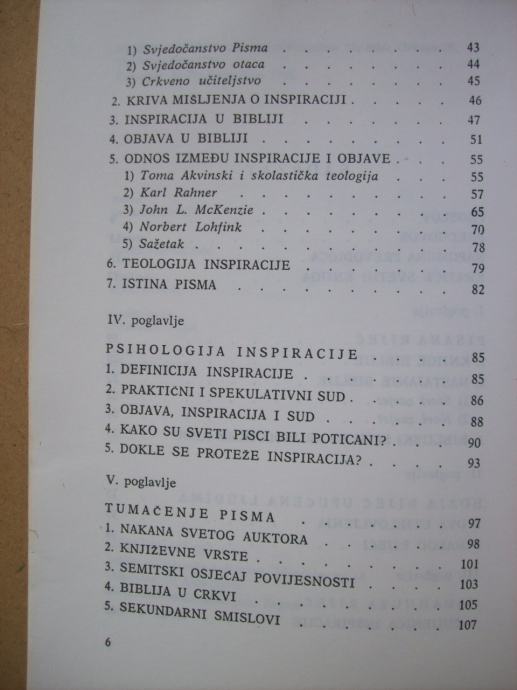 1) Svjedočanstvo Pisma . . . . . . . . 43
2) Svjedočanstvo otaca . . . . . . . . 44
3) Crkveno učiteljstvo . . . . . . . . 45
2. KRIVA MIŠLJENJA O INSPIRACIJI . . . . . 46
3. INSPIRACIJA U BIBLIJI . . . . . . . . 47
4. OBJAVA U BIBLIJI . . . . . . . . . 51
5. ODNOS IZMEĐU INSPIRACIJE I OBJAVE . . . . 55
1) Toma Akvinski i skolastička teologija . . . . 55
2) Karl Rahner . . . . . . . . . . 57
3) John L. McKenzie . . . . . . . . 65
4) Norbert Lohfink . . . . . . . . . 70
5) Sažetak . . . . . . . . . . . 78
6. TEOLOGIJA INSPIRACIJE 79
7. ISTINA PISMA . . . . . . . . . . 82
IV. poglavlje
PSIHOLOGIJA INSPIRACIJE . . . . . 85
1. DEFINICIJA INSPIRACIJE . . . . . . . 85
2. PRAKTIČNI I SPEKULATIVNI SUD . . . . . 86
3. OBJAVA, INSPIRACIJA I SUD . . . . . . 88
4. KAKO SU SVETI PISCI BILI POTICANI? . . . . 90
5. DOKLE SE PROTEŽE INSPIRACIJA? . . . . . 93
V. poglavlje
TUMAČENJE PISMA . . . . . . . . 97
1. NAKANA SVETOG AUKTORA . . . . . . . 98
2. KNJIŽEVNE VRSTE . . . . . . . . . 101
3. SEMITSKI OSJEĆAJ POVIJESNOSTI . . . . . 103
4. BIBLIJA U CRKVI . . . . . . . . . 105
5. SEKUNDARNI SMISLOVI . . . . . . . . 107
6